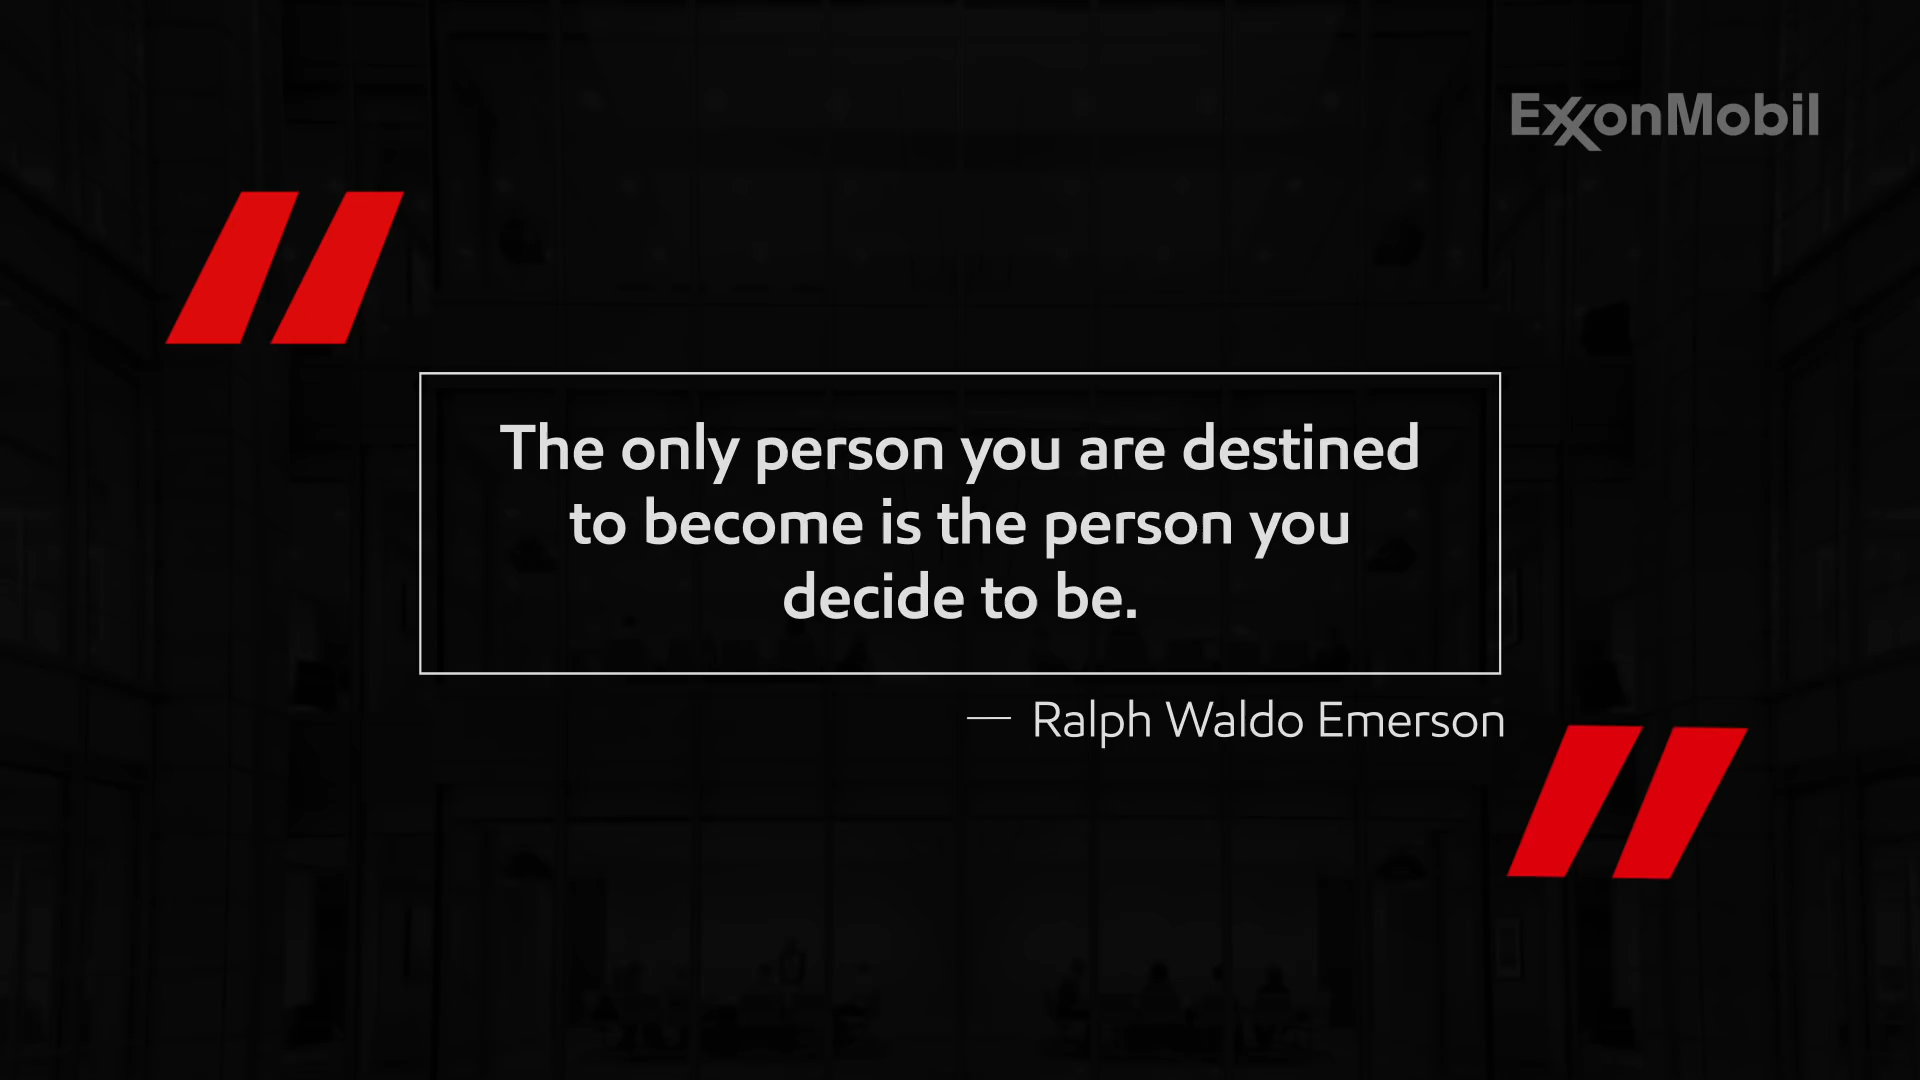 ExxonMobil
The only person you are destined
to become is the person you
decide to be.
— Ralph Waldo Emerson